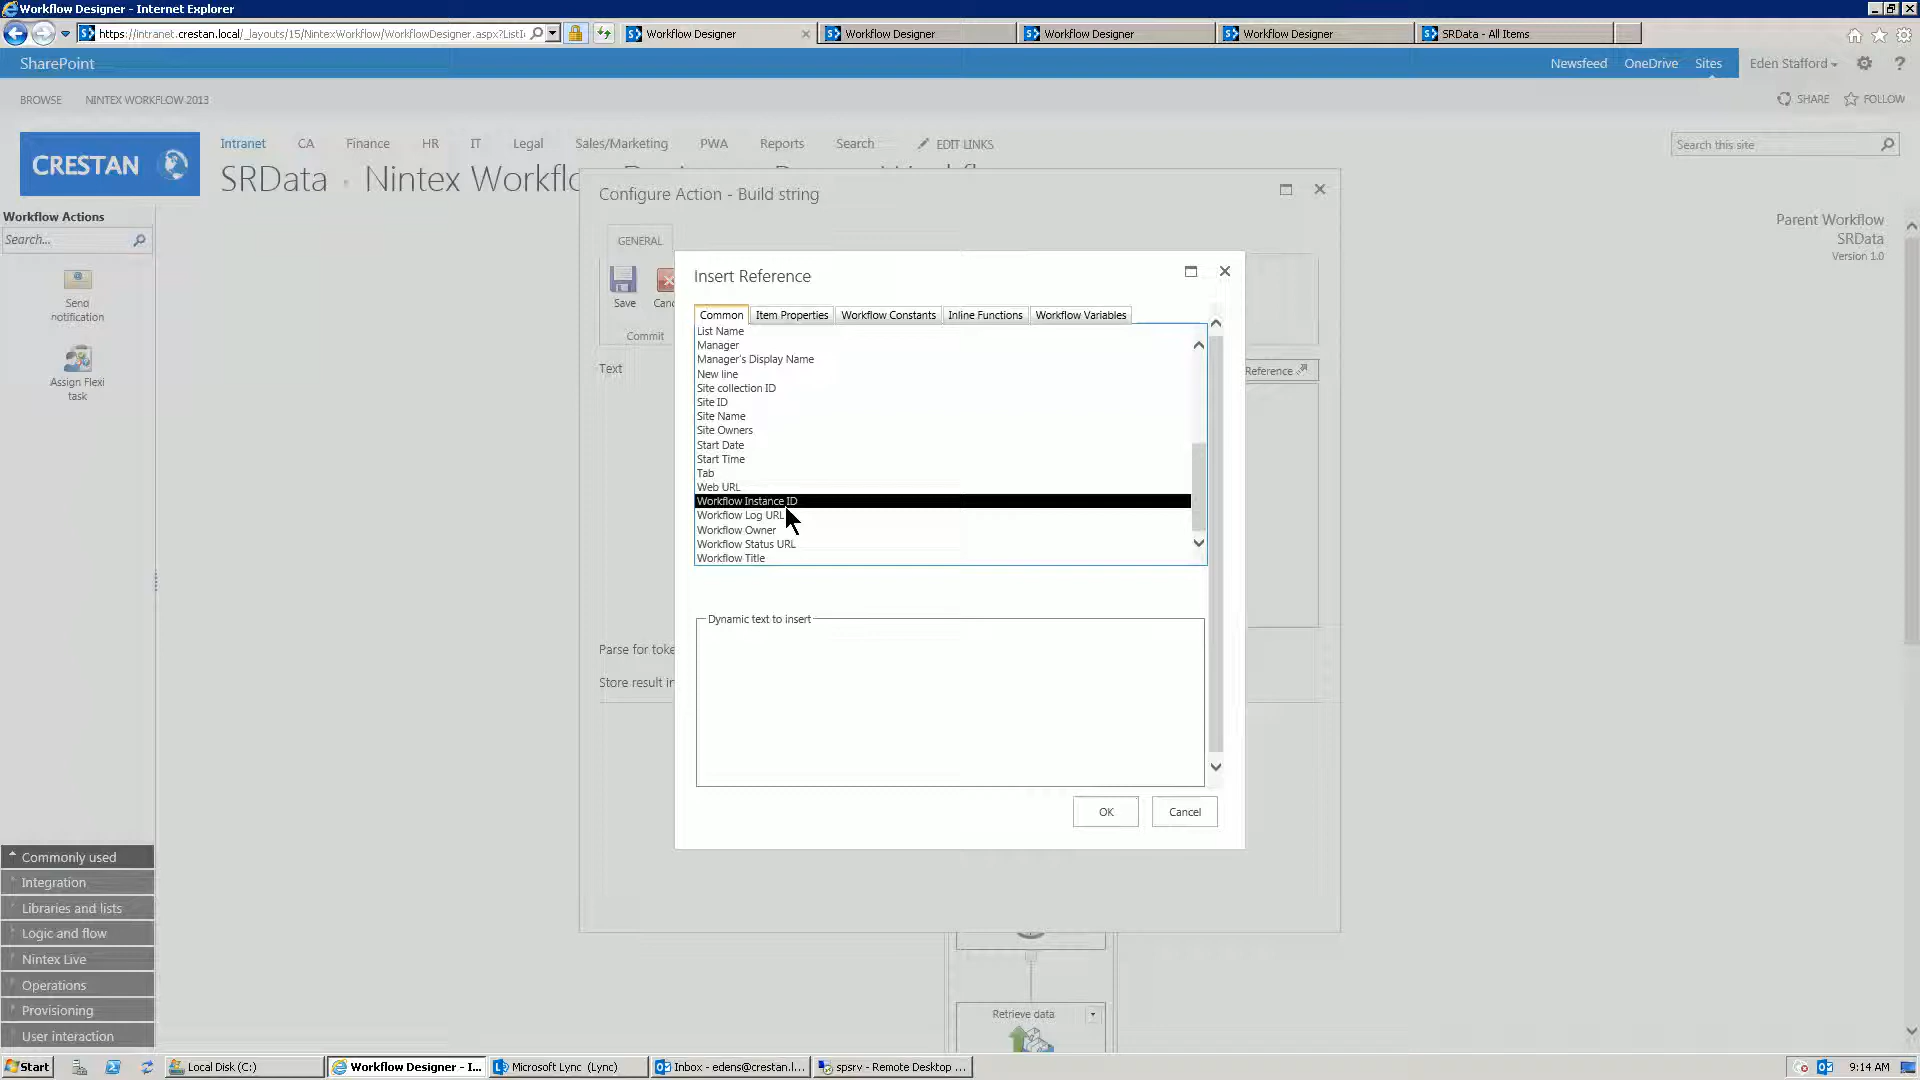 Workflow Designer - Internet Explorer
https://intranet.crestan.local/_layouts/15/NintexWorkflow/WorkflowDesigner.aspx?ListI
Workflow Designer
Workflow Designer
Workflow Designer
Workflow Designer
SRData - All Items
SharePoint
Newsfeed
OneDrive
Sites
Eden Stafford
?
BROWSE
NINTEX WORKFLOW 2013
SHARE
FOLLOW
CRESTAN
Intranet
CA
Finance
HR
IT
Legal
Sales/Marketing
PWA
Reports
Search
EDIT LINKS
Search this site
SRData
Nintex Workflo
Workflow Actions
Search...
Send notification
Assign Flexi task
Parent Workflow
SRData
Version 1.0
Configure Action - Build string
GENERAL
Save
Canc
Commit
Text
Reference
Parse for toke
Store result in
Insert Reference
Common
Item Properties
Workflow Constants
Inline Functions
Workflow Variables
List Name
Manager
Manager's Display Name
New line
Site collection ID
Site ID
Site Name
Site Owners
Start Date
Start Time
Tab
Web URL
Workflow Instance ID
Workflow Log URL
Workflow Owner
Workflow Status URL
Workflow Title
Dynamic text to insert
OK
Cancel
Retrieve data
Commonly used
Integration
Libraries and lists
Logic and flow
Nintex Live
Operations
Provisioning
User interaction
Start
Local Disk (C:)
Workflow Designer - I...
Microsoft Lync (Lync)
Inbox - edens@crestan.l...
spsrv - Remote Desktop ...
9:14 AM